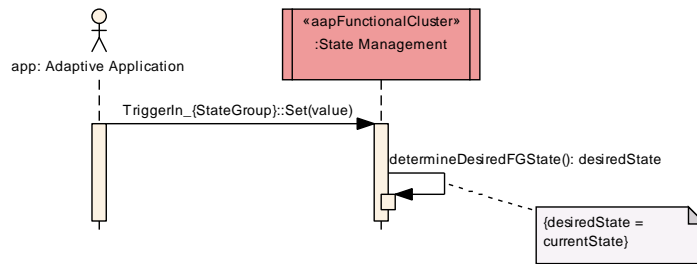 «aapFunctionalCluster»
:State Management
app: Adaptive Application
TriggerIn_{StateGroup}::Set(value)
determineDesiredFGState(): desiredState
{desiredState =
currentState}